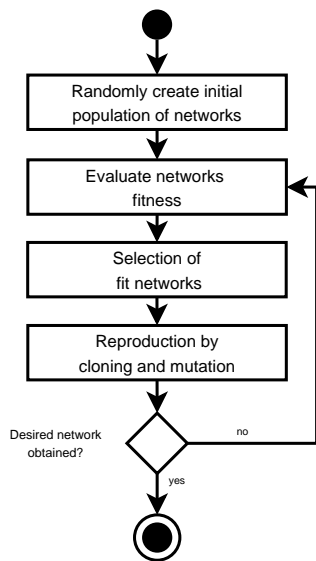 Randomly create initial
population of networks
Evaluate networks
fitness
Selection of
fit networks
Reproduction by
cloning and mutation
Desired network
obtained?
no
yes